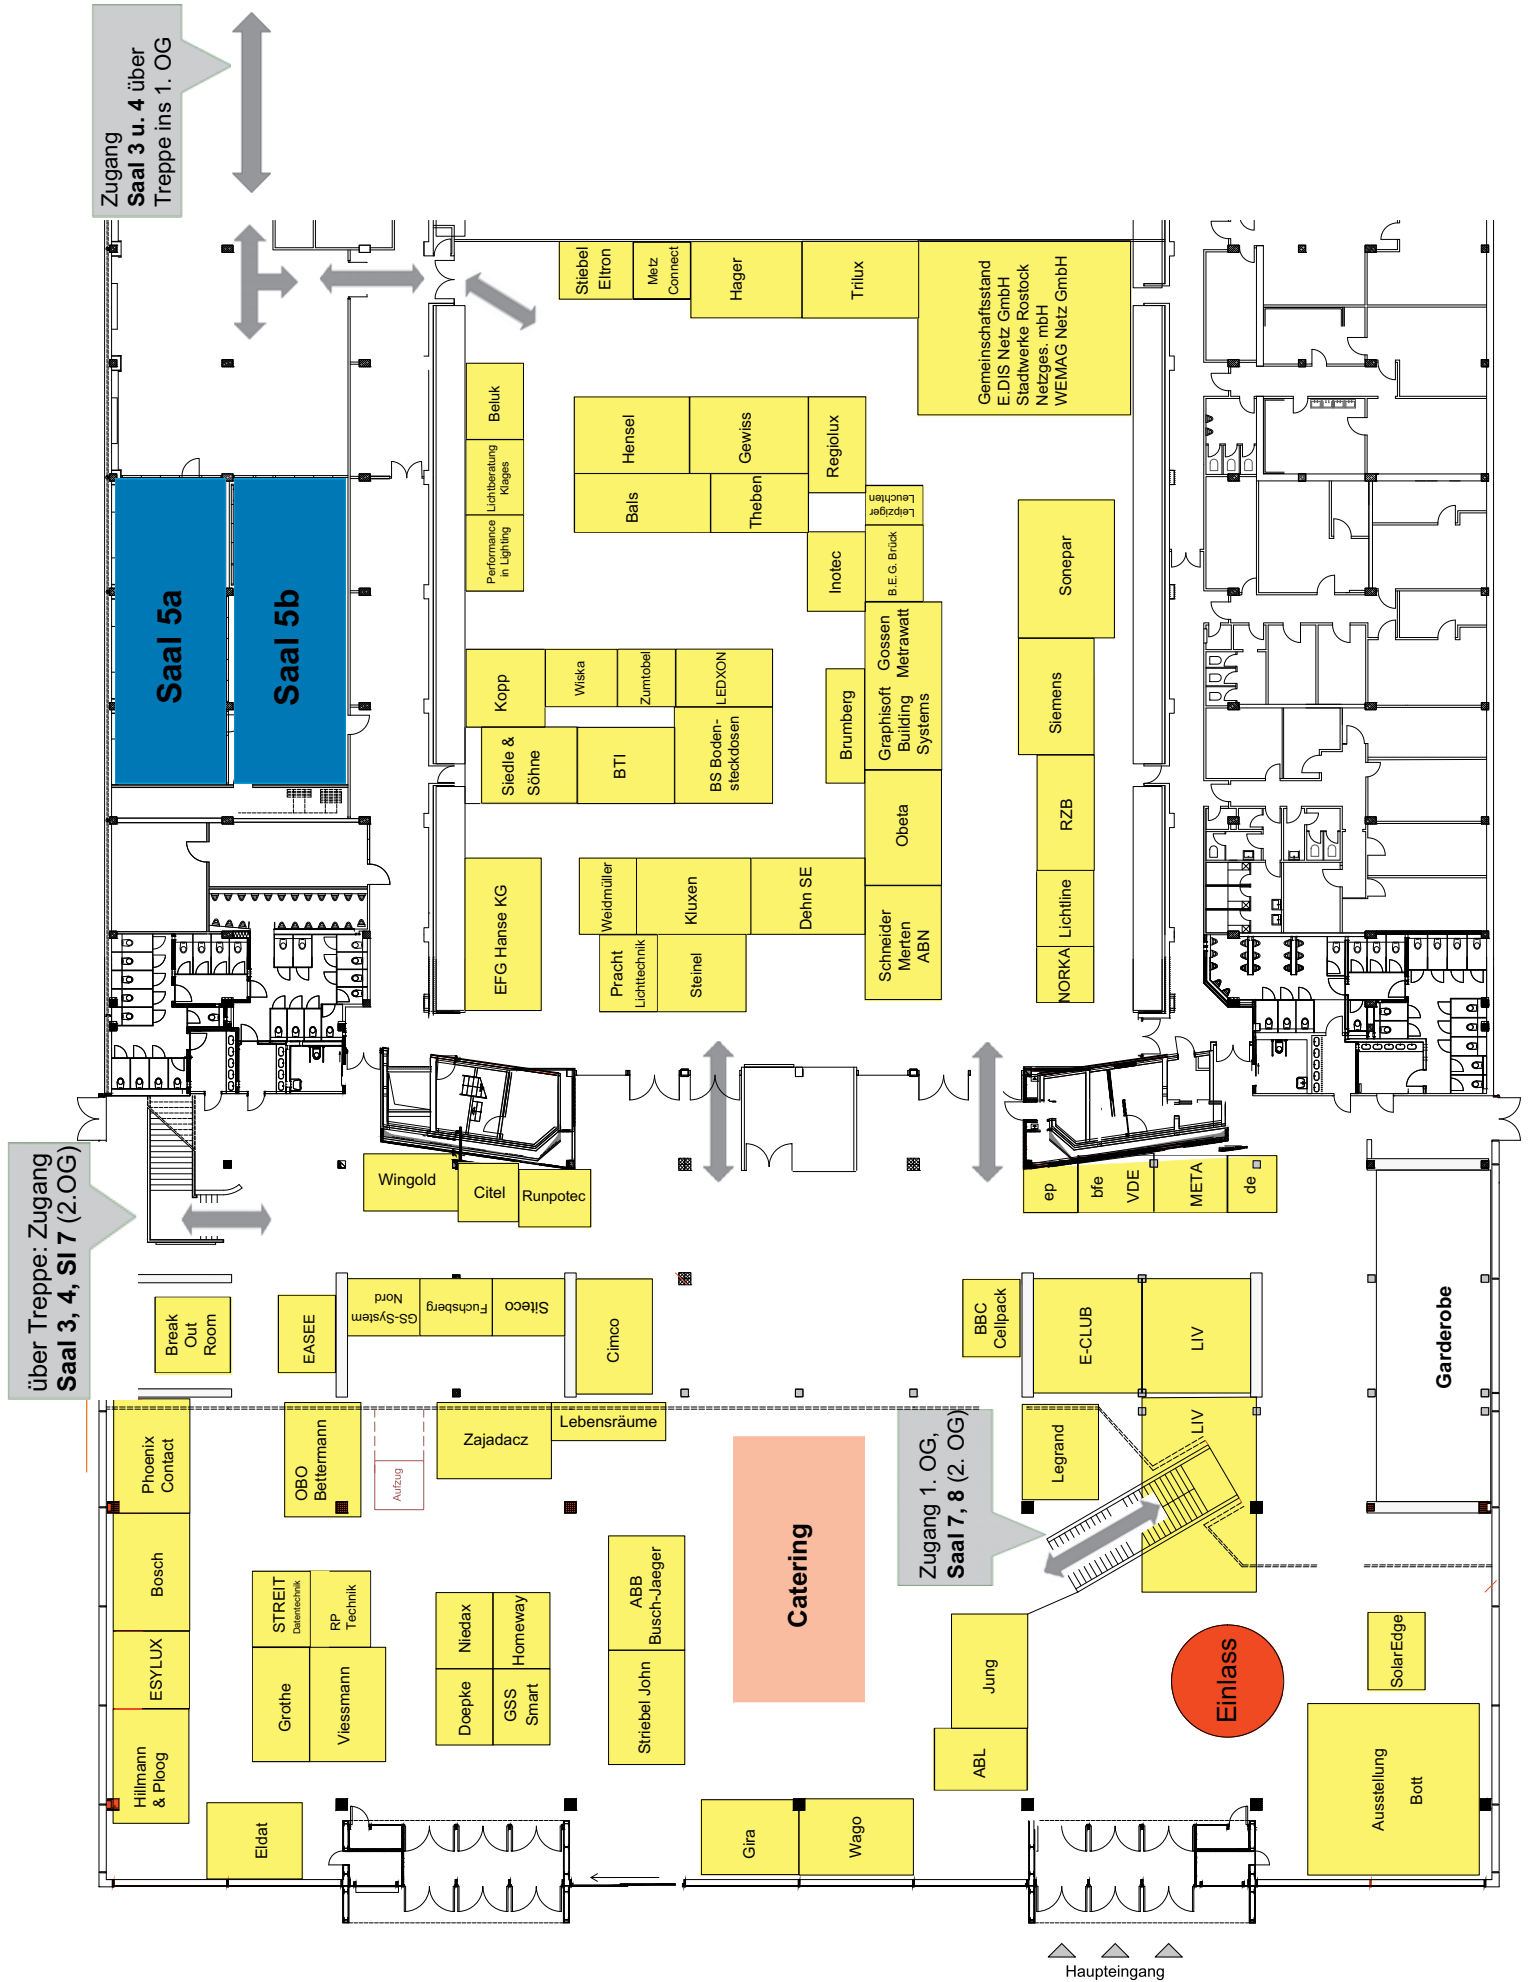 Zugang
Saal 3 u. 4 über
Treppe ins 1. OG
Stiebel
Eltron
Metz
Connect
Hager
Trilux
Gemeinschaftsstand
E.DIS Netz GmbH
Stadtwerke Rostock
Netzges. mbH
WEMAG Netz GmbH
Beluk
Lichtberatung
Klages
Performance
in Lighting
Hensel
Gewiss
Regiolux
Bals
Theben
Leipziger
Leuchten
Inotec
B.E.G. Brück
Sonepar
Saal 5a
Saal 5b
Kopp
Wiska
Zumtobel
LEDXON
Siedle &
Söhne
BTI
BS Boden-
steckdosen
Brumberg
Gossen
Metrawatt
Graphisoft
Building
Systems
Siemens
RZB
Obeta
EFG Hanse KG
Weidmüller
Kluxen
Dehn SE
Pracht
Lichttechnik
Steinel
Schneider
Merten
ABN
Lichtline
NORKA
über Treppe: Zugang
Saal 3, 4, SI 7 (2.OG)
Wingold
Citel
Runpotec
ep
bfe
VDE
META
de
Break
Out
Room
EASEE
GS-System
Nord
Fuchsberg
Siteco
Cimco
BBC
Cellpack
E-CLUB
LIV
Garderobe
Phoenix
Contact
OBO
Bettermann
Aufzug
Zajadacz
Lebensräume
Zugang 1. OG,
Saal 7, 8 (2. OG)
Legrand
LIV
Bosch
STREIT
Datentechnik
RP
Technik
Niedax
Homeway
ABB
Busch-Jaeger
Catering
ESYLUX
Grothe
Viessmann
Doepke
GSS
Smart
Striebel John
Jung
ABL
Einlass
SolarEdge
Hillmann
& Ploog
Eldat
Gira
Wago
Ausstellung
Bott
Haupteingang